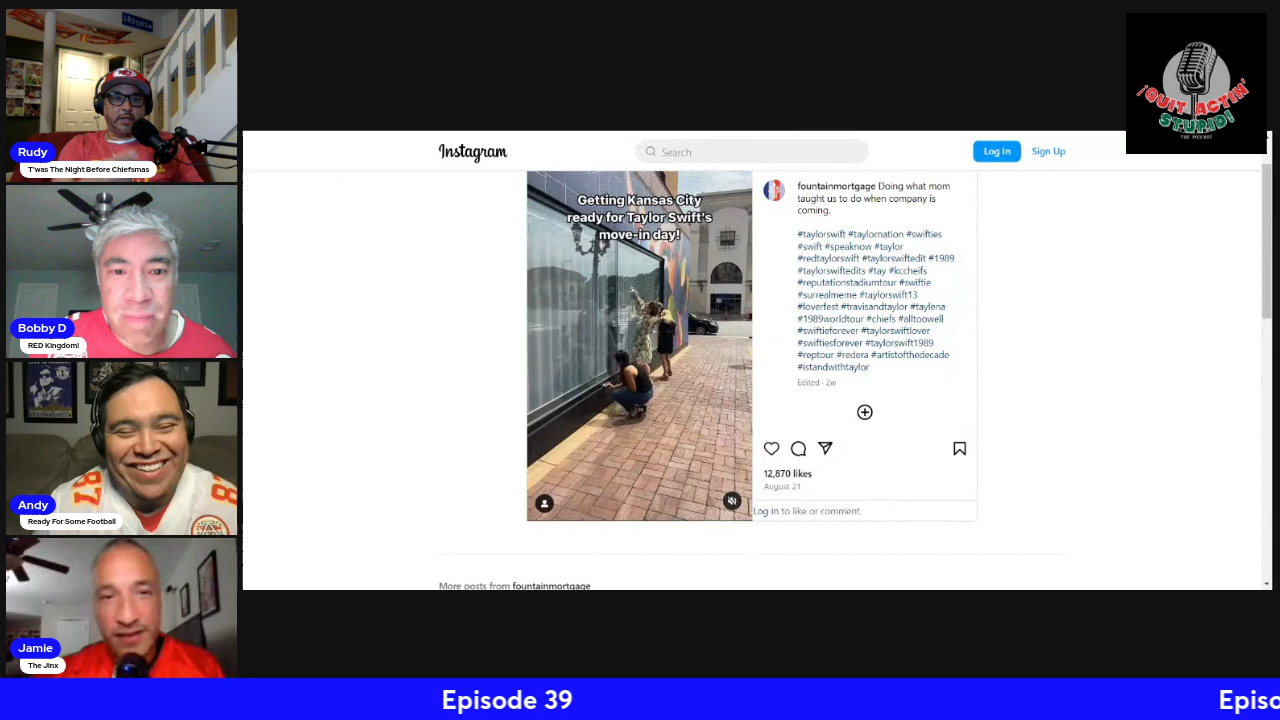 Royals
Rudy
T'was The Night Before Chiefsmas
Bobby D
RED Kingdom!
Andy
Ready For Some Football
87
Jamie
The Jinx
Instagram
Search
Log In
Sign Up
Getting Kansas City
ready for Taylor Swift's
move-in day!
fountainmortgage Doing what mom
taught us to do when company is
coming.
#taylorswift #taylornation #swifties
#swift #speaknow #taylor
#redtaylorswift #taylorswiftedit #1989
#taylorswiftedits #tay #kccheifs
#reputationstadiumtour #swiftie
#surrealmeme #taylorswift13
#loverfest #travisandtaylor #taylena
#1989worldtour #chiefs #alltoowell
#swiftieforever #taylorswiftlover
#swiftiesforever #taylorswift1989
#reptour #redera #artistofthedecade
#istandwithtaylor
Edited · 2w
12,870 likes
August 21
Log in to like or comment.
More posts from fountainmortgage
¡QUIT ACTIN'
STUPID!
THE PODCAST
Episode 39
Episo